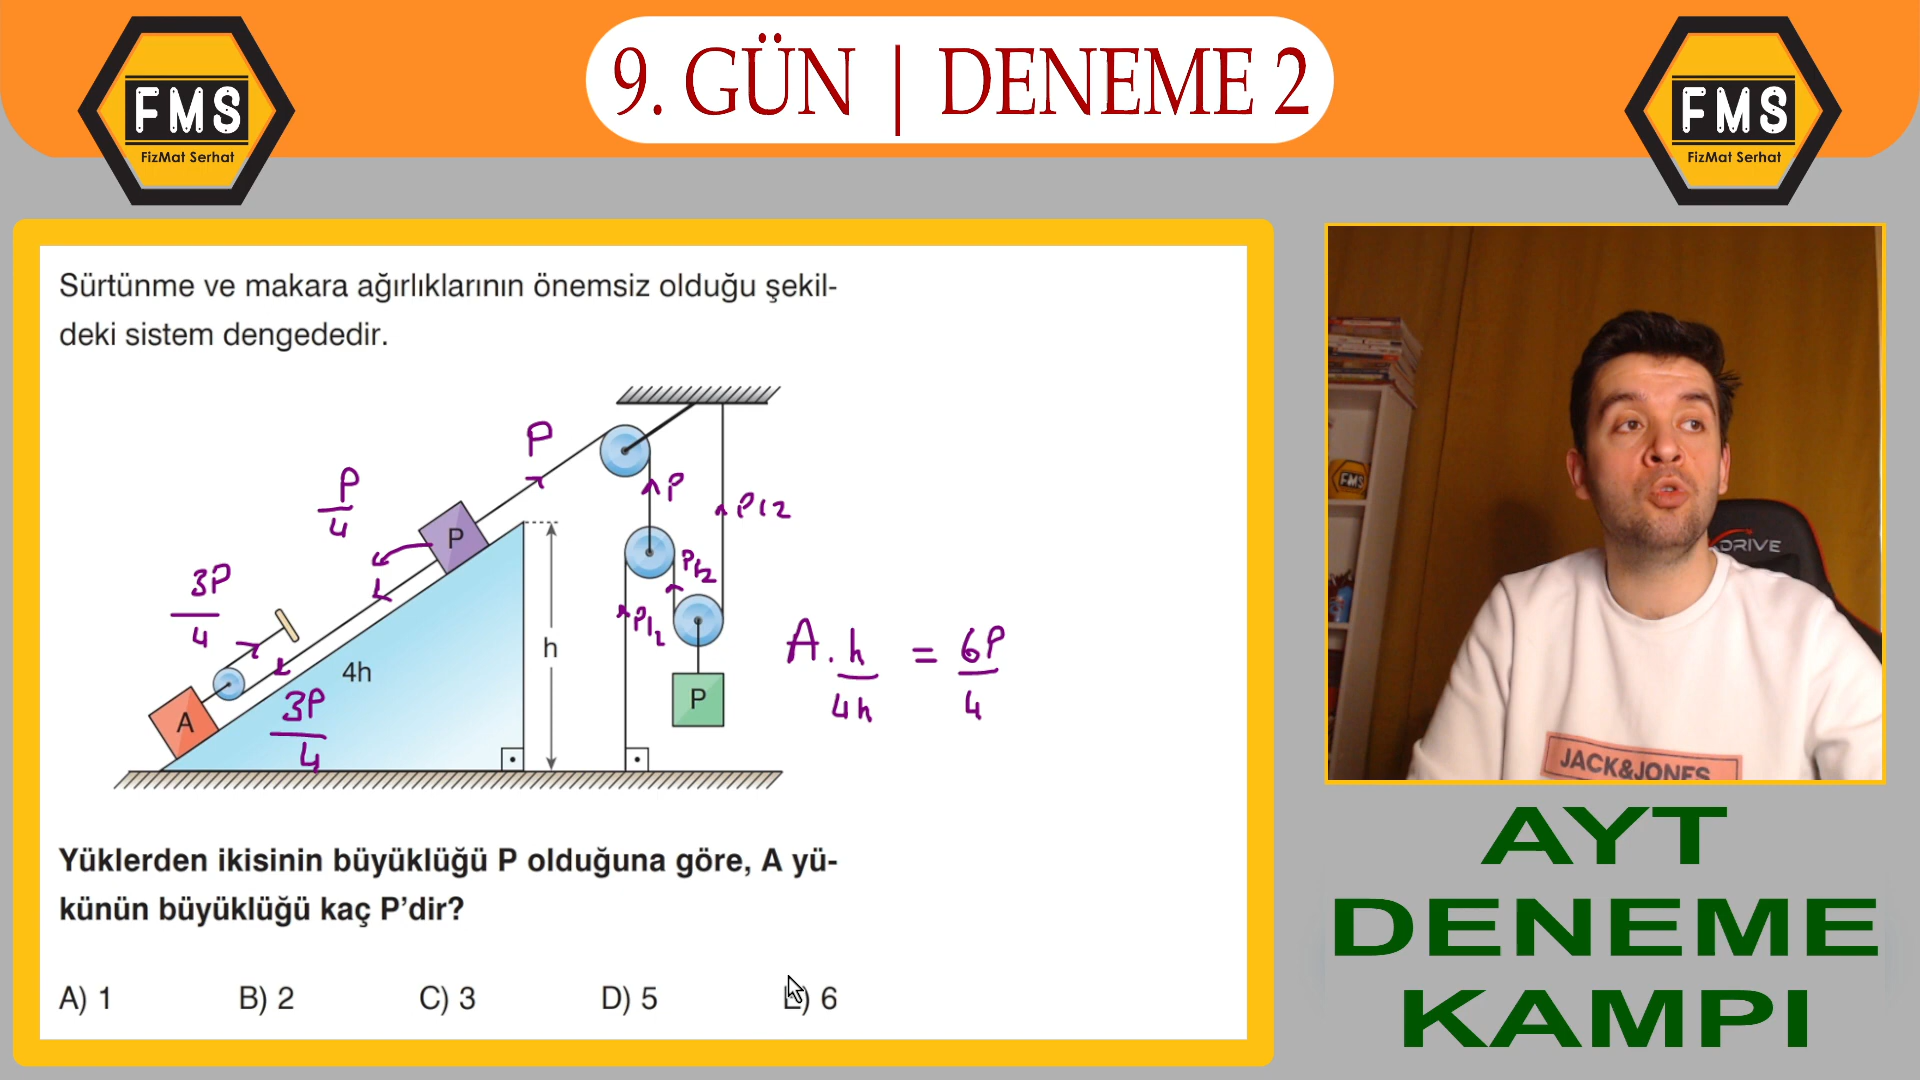 FMS
FizMat Serhat
9. GÜN | DENEME 2
FMS
FizMat Serhat
Sürtünme ve makara ağırlıklarının önemsiz olduğu şekil-
deki sistem dengededir.
P
P
4
P
P
P/2
P/2
P/2
3P
4
3P
4
4h
h
A
P
P
A . h = 6P
4h 4
Yüklerden ikisinin büyüklüğü P olduğuna göre, A yü-
künün büyüklüğü kaç P'dir?
A) 1 B) 2 C) 3 D) 5 E) 6
FMS
DRIVE
JACK&JONES
AYT
DENEME
KAMPI